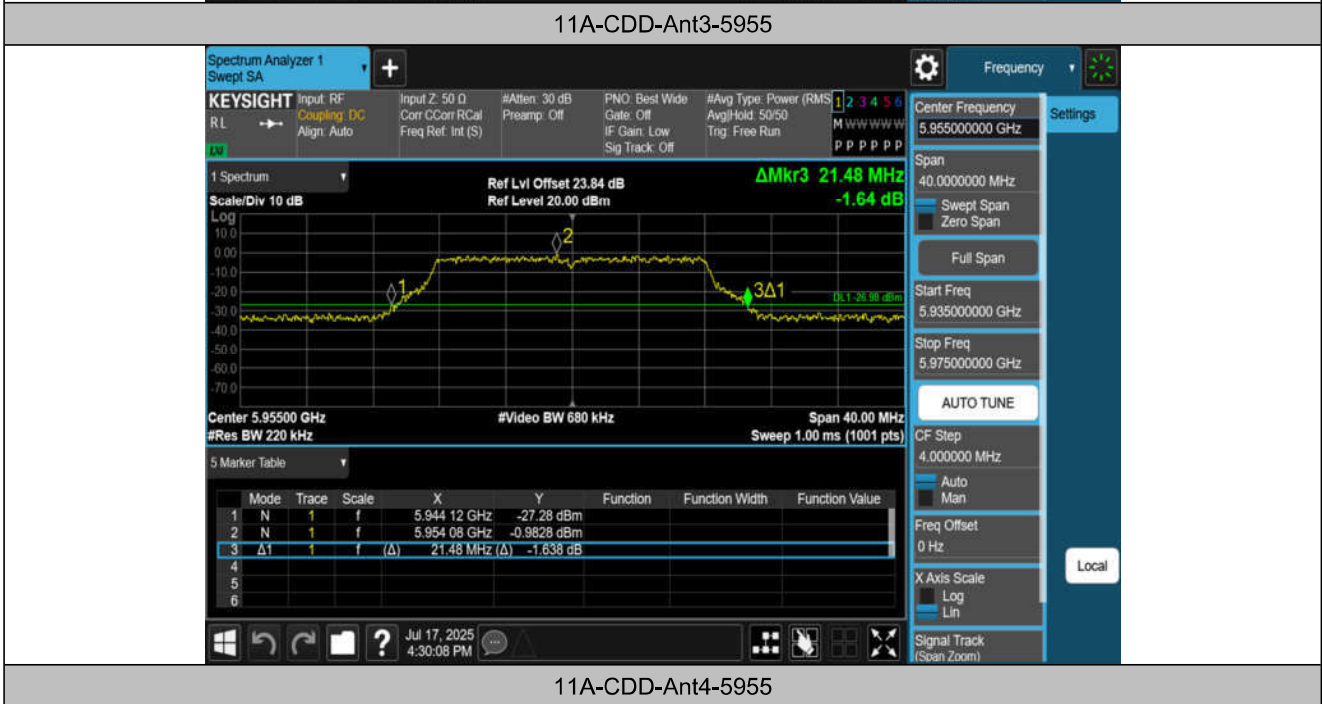 11A-CDD-Ant3-5955
Spectrum Analyzer 1
Swept SA
Frequency
KEYSIGHT
RL
Input: RF
Coupling: DC
Align: Auto
Input Z: 50 Ω
Corr CCorr RCal
Freq Ref: Int (S)
#Atten: 30 dB
Preamp: Off
PNO: Best Wide
Gate: Off
IF Gain: Low
Sig Track: Off
#Avg Type: Power (RMS
Avg|Hold: 50/50
Trig: Free Run
1 2 3 4 5 6
M W W W W W
P P P P P P
1 Spectrum
Scale/Div 10 dB
Ref Lvl Offset 23.84 dB
Ref Level 20.00 dBm
ΔMkr3 21.48 MHz
-1.64 dB
Log
10.0
0.00
-10.0
-20.0
-30.0
-40.0
-50.0
-60.0
-70.0
1
2
3Δ1
DL1 -26.98 dBm
Center 5.95500 GHz
#Video BW 680 kHz
Span 40.00 MHz
#Res BW 220 kHz
Sweep 1.00 ms (1001 pts)
5 Marker Table
Mode Trace Scale X Y Function Function Width Function Value
1 N 1 f 5.944 12 GHz -27.28 dBm
2 N 1 f 5.954 08 GHz -0.9828 dBm
3 Δ1 1 f (Δ) 21.48 MHz (Δ) -1.638 dB
4
5
6
?
Jul 17, 2025
4:30:08 PM
Center Frequency
5.955000000 GHz
Settings
Span
40.0000000 MHz
Swept Span
Zero Span
Full Span
Start Freq
5.935000000 GHz
Stop Freq
5.975000000 GHz
AUTO TUNE
CF Step
4.000000 MHz
Auto
Man
Freq Offset
0 Hz
X Axis Scale
Log
Lin
Local
Signal Track
(Span Zoom)
11A-CDD-Ant4-5955